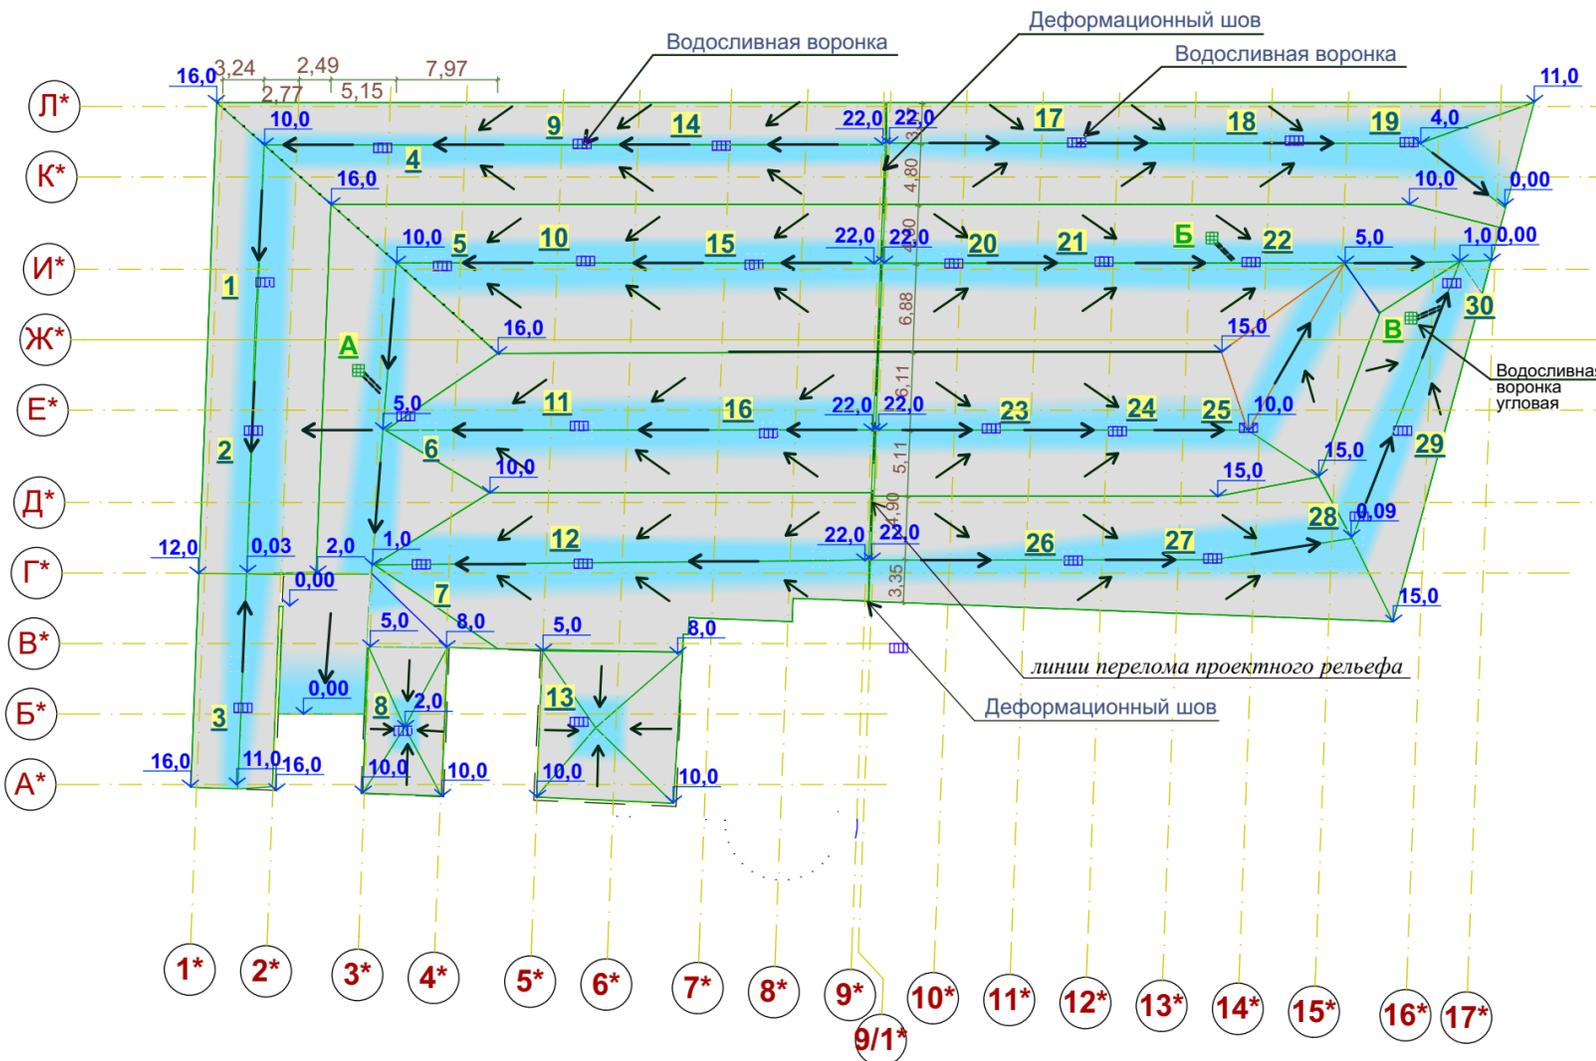 Деформационный шов
Водосливная воронка
Водосливная воронка
3,24 2,49 7,97
2,77 5,15
16,0 11,0
Л*
10,0 9 14 22,0 22,0 17 18 19 4,0
4
4,80
К*
16,0 10,0 0,00
10,0 5 10 15 22,0 22,0 20 21 Б 22 5,0 1,0 0,00
И*
1 30
6,88
Ж*
А 16,0 15,0 В
Водосливная
воронка
угловая
6,11
Е*
5,0 11 16 22,0 22,0 23 24 25 10,0
2 6 29
5,11
10,0 15,0 15,0
Д*
4,90
28 0,09
12,0 0,03 2,0 1,0 12 22,0 22,0 26 27
Г*
0,00 7 3,35 15,0
5,0 8,0 5,0 8,0
В*
линии перелома проектного рельефа
0,00 8 2,0 13
3
Б*
Деформационный шов
16,0 11,0 16,0 10,0 10,0 10,0 10,0
А*
1* 2* 3* 4* 5* 6* 7* 8* 9* 10* 11* 12* 13* 14* 15* 16* 17*
9/1*